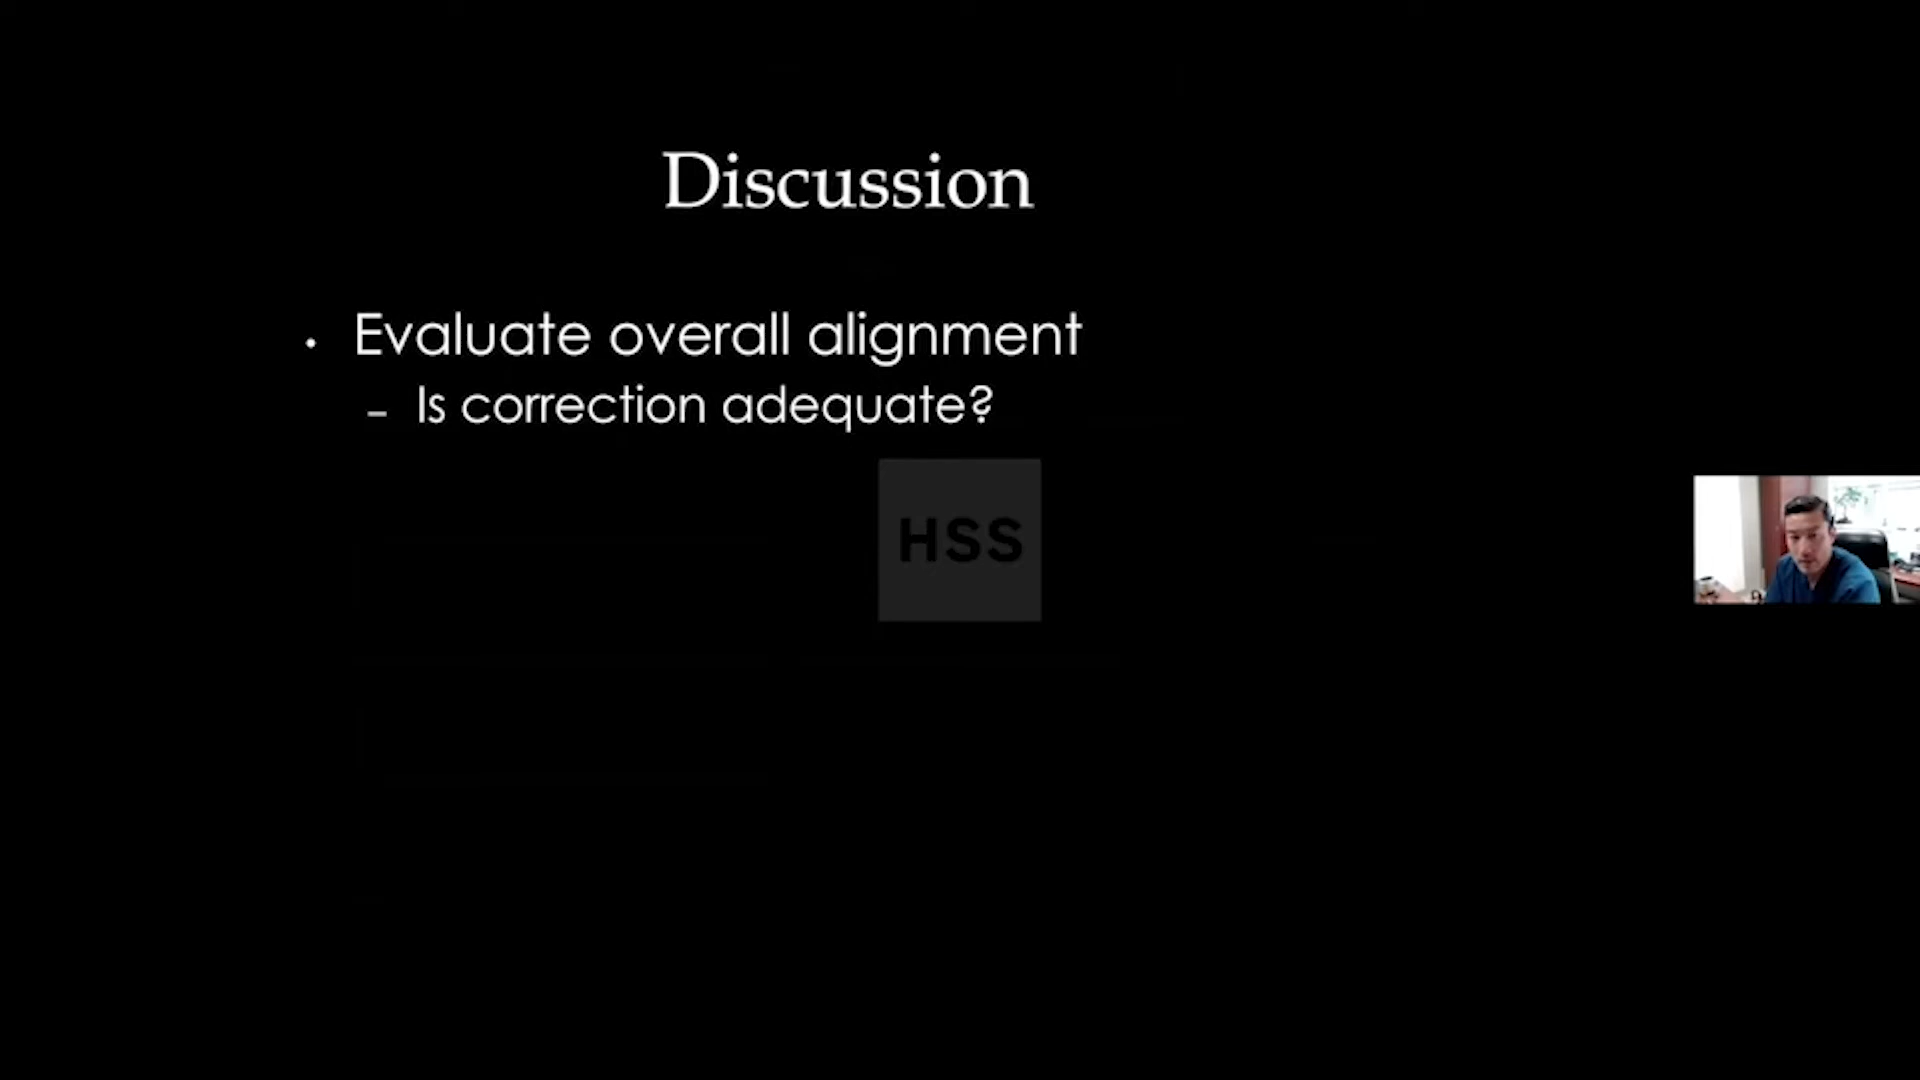 Discussion
• Evaluate overall alignment
– Is correction adequate?
HSS